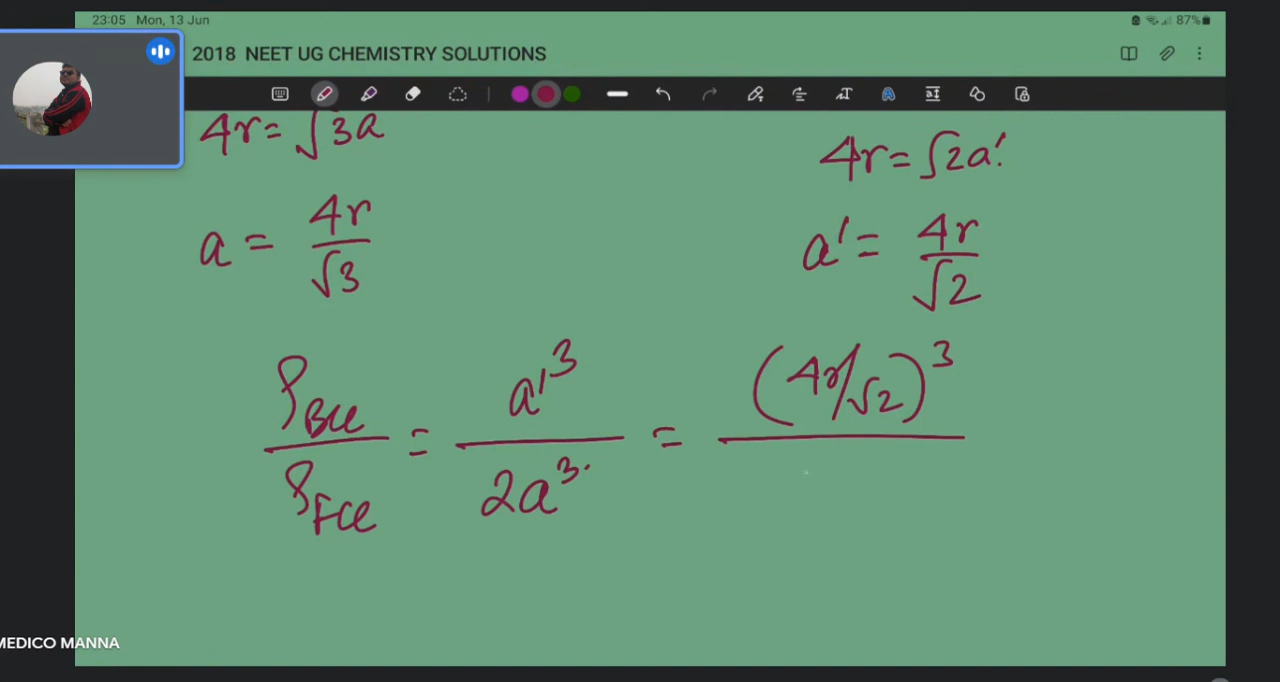 23:05 Mon, 13 Jun 87%
2018 NEET UG CHEMISTRY SOLUTIONS
4r = √3a
4r = √2a'
a = 4r/√3
a' = 4r/√2
ρBCC/ρFCC = a'³/2a³ = (4r/√2)³
MEDICO MANNA